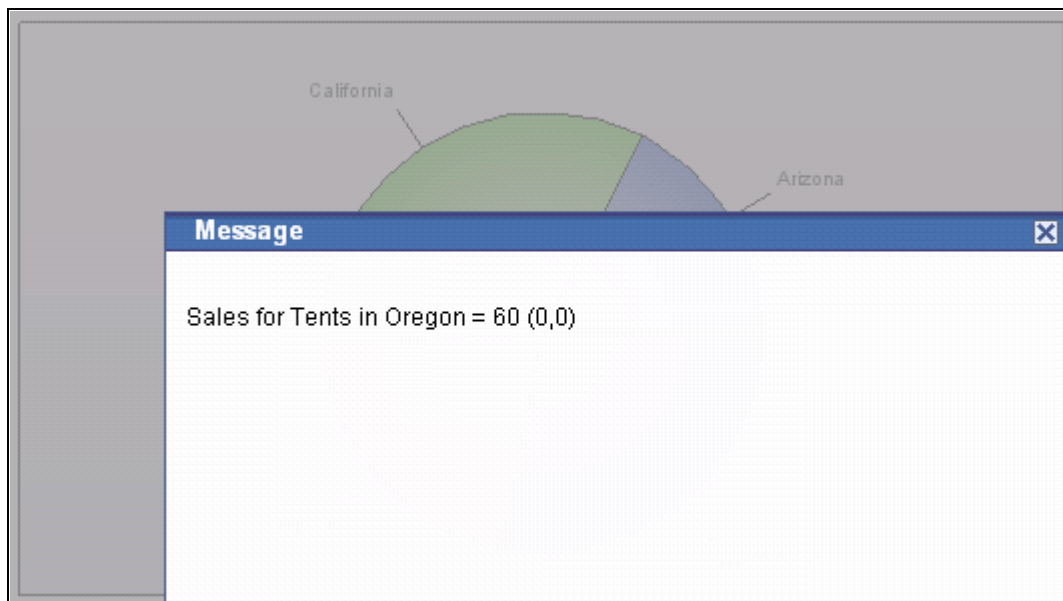 California
Arizona
Message
Sales for Tents in Oregon = 60 (0,0)